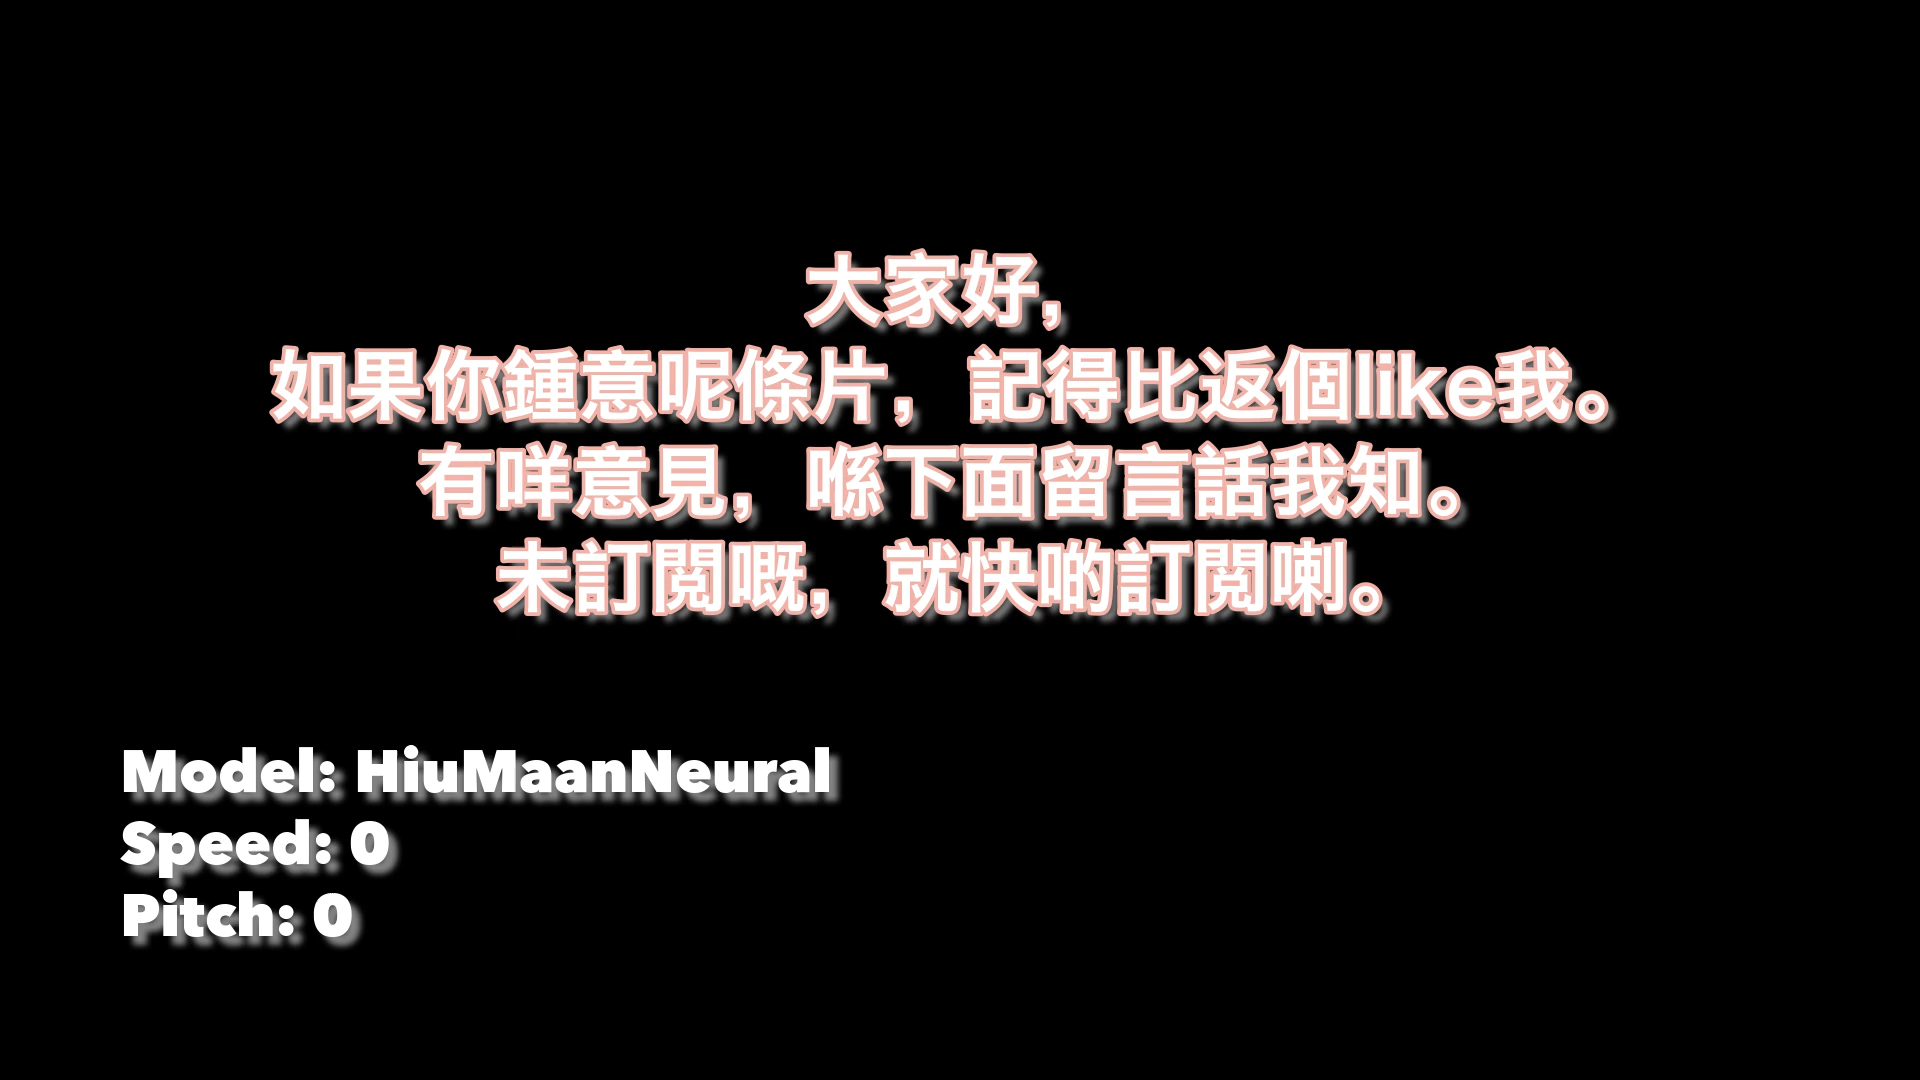 大家好，
如果你鍾意呢條片，記得比返個like我。
有咩意見，喺下面留言話我知。
未訂閲嘅，就快啲訂閲喇。
Model: HiuMaanNeural
Speed: 0
Pitch: 0